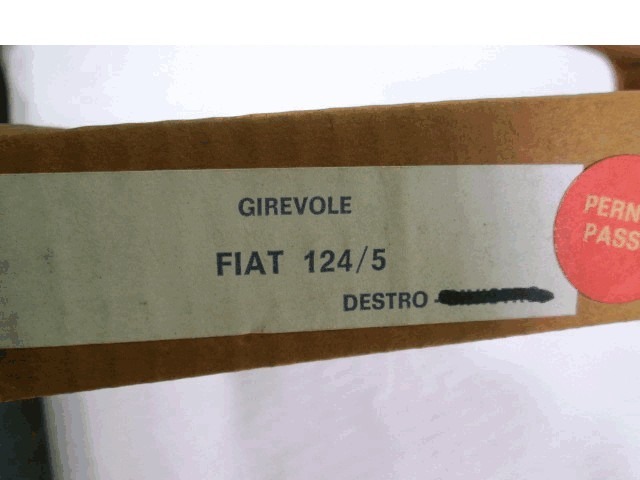 GIREVOLE
FIAT 124/5
DESTRO -
PERN
PASS